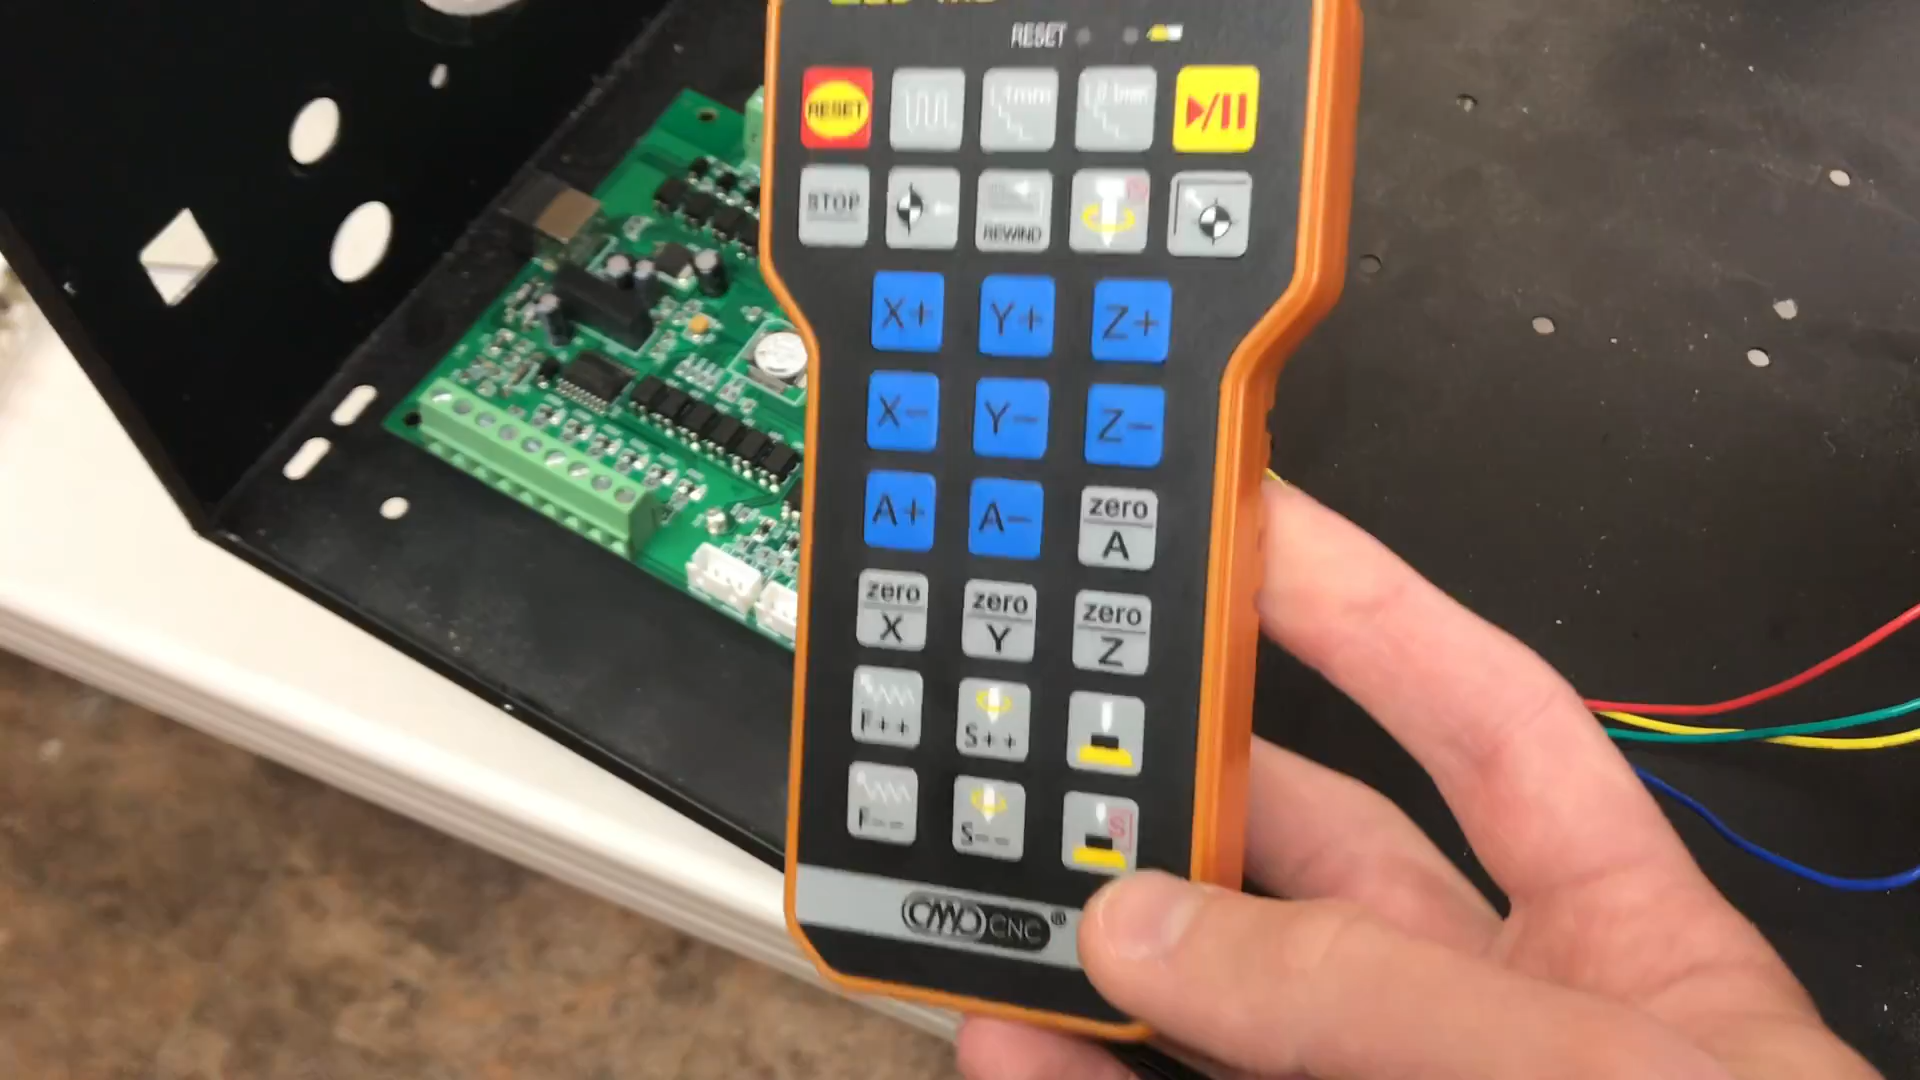 RESET
RESET
STOP
REWIND
X+ Y+ Z+
X- Y- Z-
A+ A- zero A
zero X zero Y zero Z
F++ S++
F-- S-- S
CNC ®